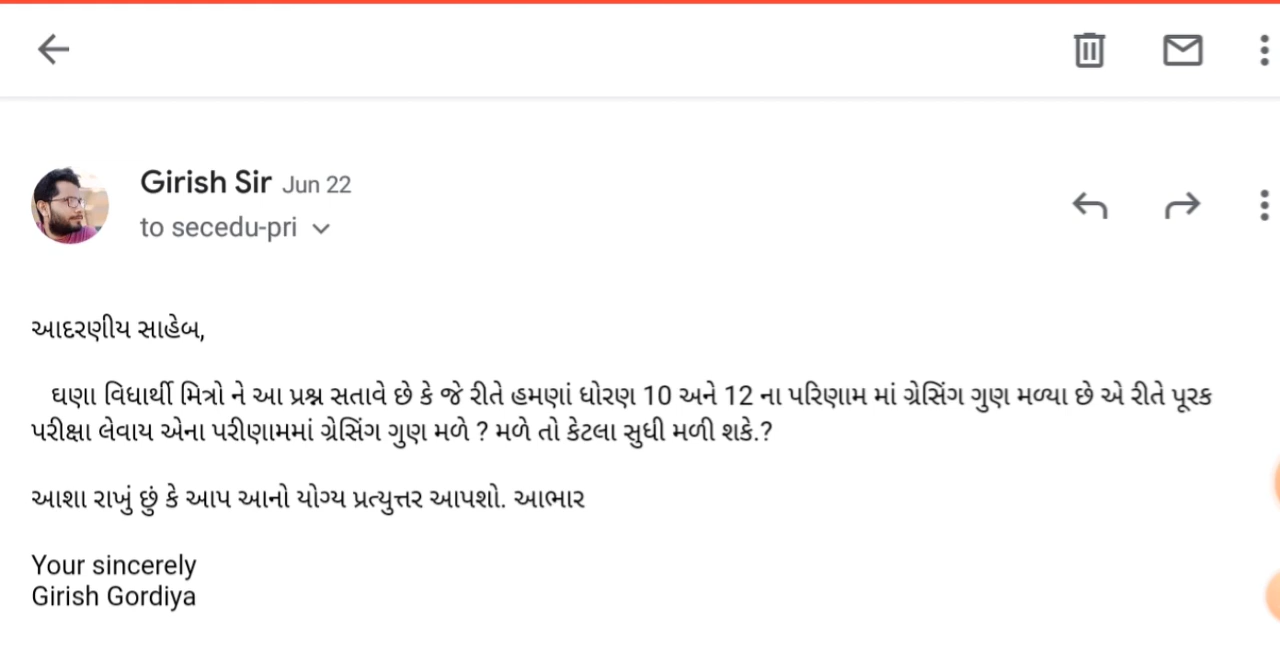 Girish Sir Jun 22
to secedu-pri
આદરણીય સાહેબ,
ઘણા વિધાર્થી મિત્રો ને આ પ્રશ્ન સતાવે છે કે જે રીતે હમણાં ધોરણ 10 અને 12 ના પરિણામ માં ગ્રેસિંગ ગુણ મળ્યા છે એ રીતે પૂરક
પરીક્ષા લેવાય એના પરીણામમાં ગ્રેસિંગ ગુણ મળે ? મળે તો કેટલા સુધી મળી શકે.?
આશા રાખું છું કે આપ આનો યોગ્ય પ્રત્યુત્તર આપશો. આભાર
Your sincerely
Girish Gordiya